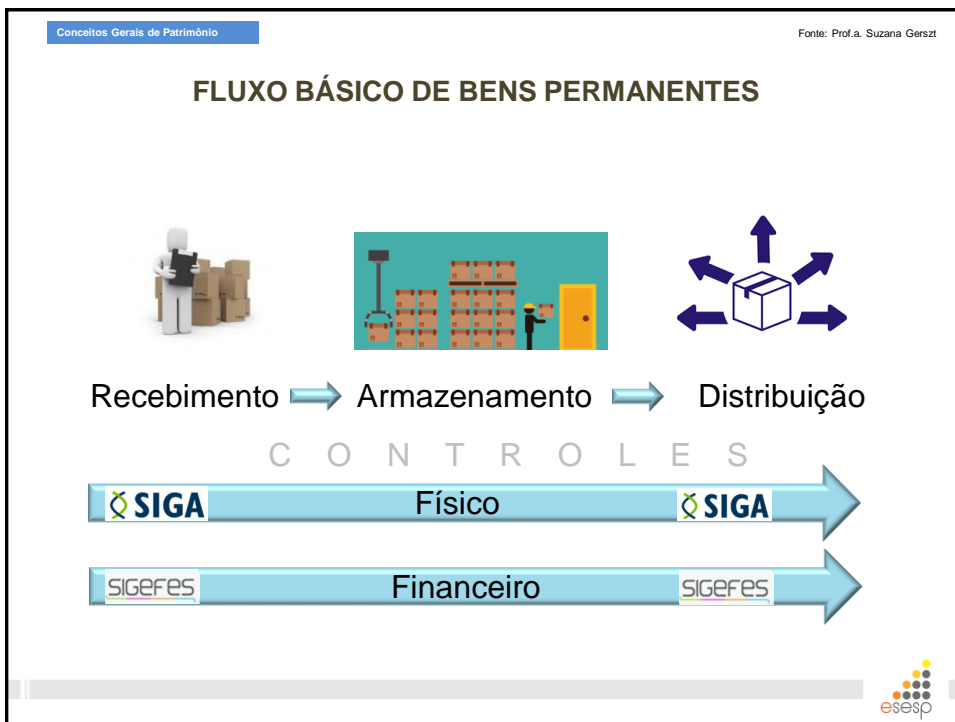 Conceitos Gerais de Patrimônio
Fonte: Prof.a. Suzana Gerszt
FLUXO BÁSICO DE BENS PERMANENTES
Recebimento Armazenamento Distribuição
C O N T R O L E S
SIGA Físico SIGA
SIGEFES Financeiro SIGEFES
esesp